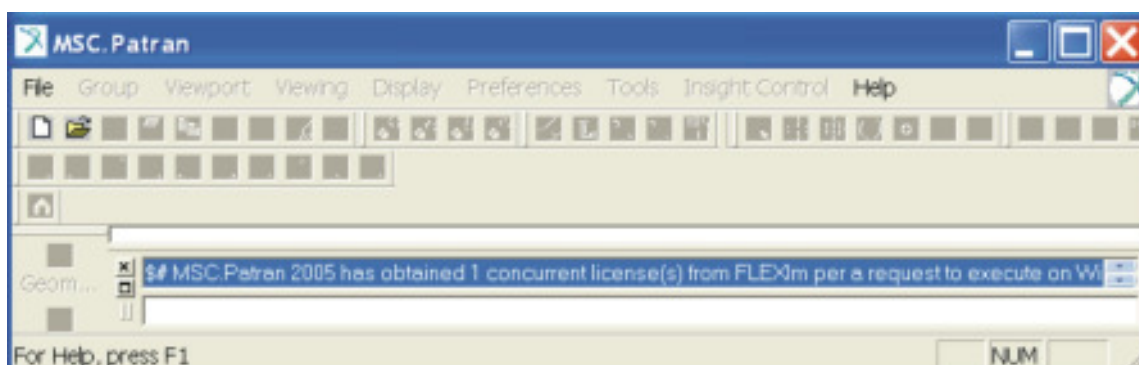 MSC.Patran
File Group Viewport Viewing Display Preferences Tools Insight Control Help
Geom...
$# MSC.Patran 2005 has obtained 1 concurrent license(s) from FLEXlm per a request to execute on Wi
For Help, press F1 NUM